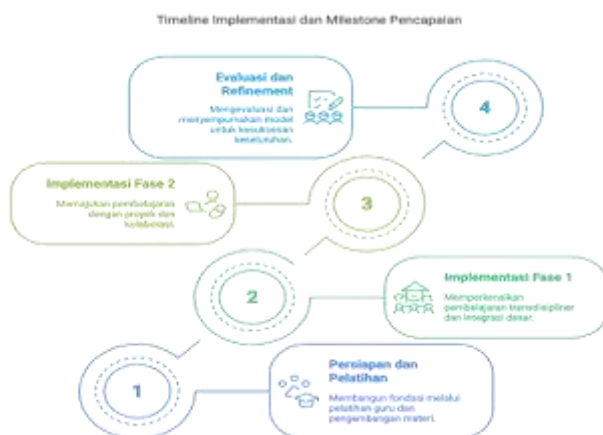 Timeline Implementasi dan Milestone Pencapaian
Evaluasi dan
Refinement
Mengevaluasi dan
menyempurnakan model
untuk kesuksesan
keseluruhan.
4
Implementasi Fase 2
Memajukan pembelajaran
dengan proyek dan
kolaborasi.
3
2
Implementasi Fase 1
Memperkenalkan
pembelajaran transdisipliner
dan integrasi dasar.
1
Persiapan dan
Pelatihan
Membangun fondasi melalui
pelatihan guru dan
pengembangan materi.